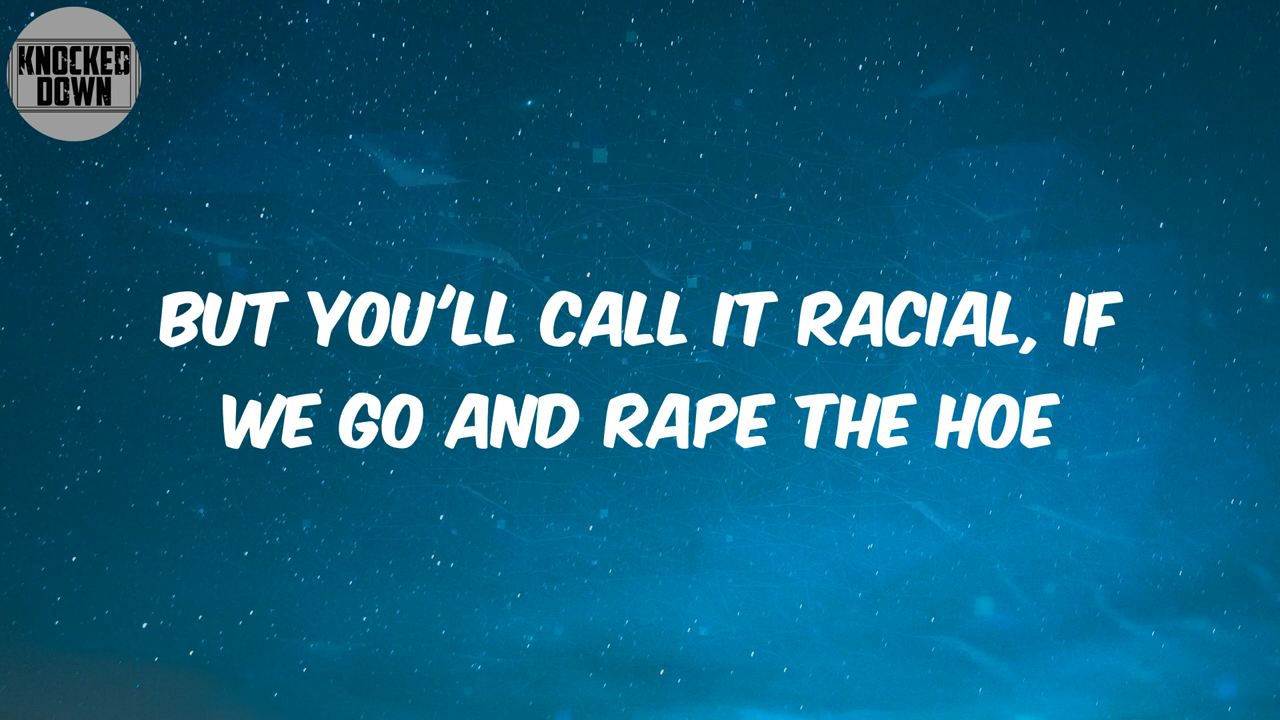 KNOCKED
DOWN
BUT YOU'LL CALL IT RACIAL, IF
WE GO AND RAPE THE HOE